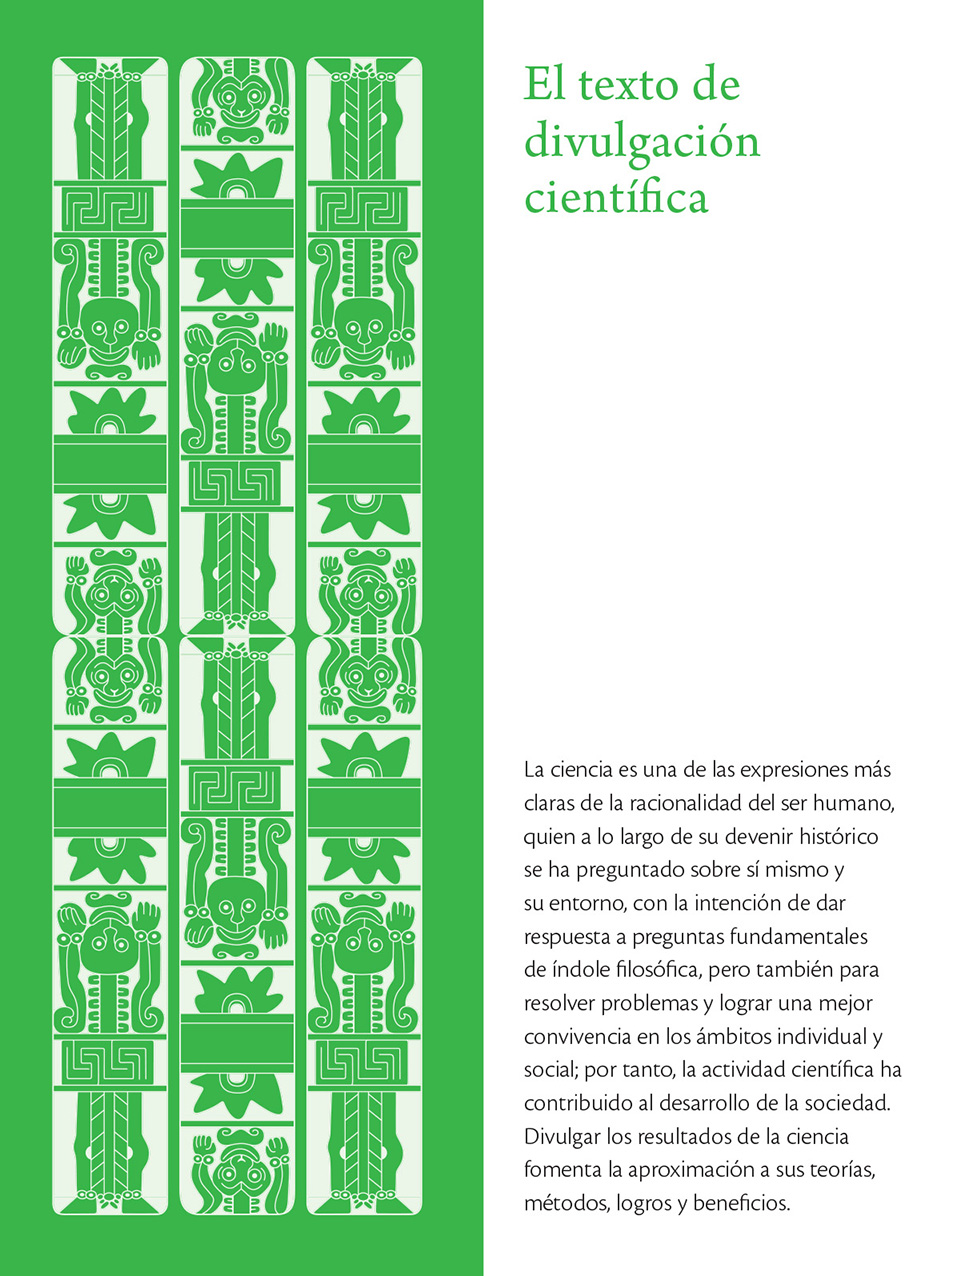 El texto de
divulgación
científica
La ciencia es una de las expresiones más
claras de la racionalidad del ser humano,
quien a lo largo de su devenir histórico
se ha preguntado sobre sí mismo y
su entorno, con la intención de dar
respuesta a preguntas fundamentales
de índole filosófica, pero también para
resolver problemas y lograr una mejor
convivencia en los ámbitos individual y
social; por tanto, la actividad científica ha
contribuido al desarrollo de la sociedad.
Divulgar los resultados de la ciencia
fomenta la aproximación a sus teorías,
métodos, logros y beneficios.